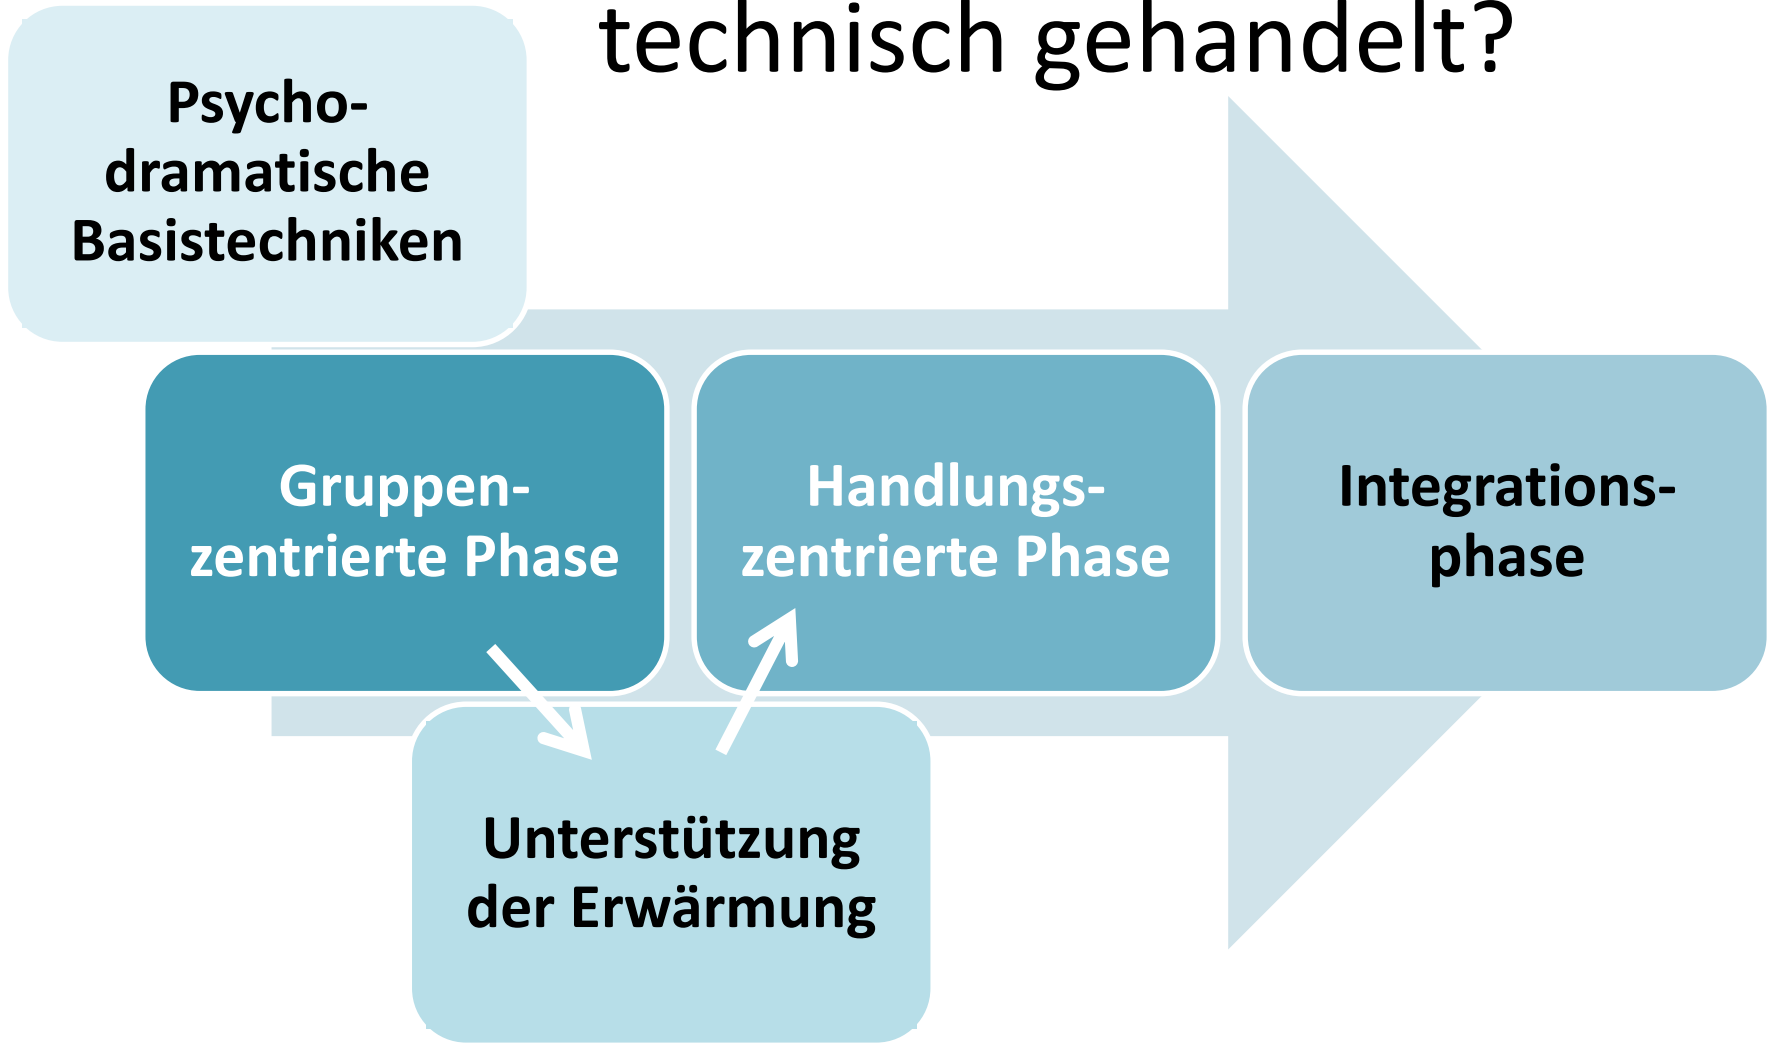 technisch gehandelt?
Psycho-
dramatische
Basistechniken
Gruppen-
zentrierte Phase
Handlungs-
zentrierte Phase
Integrations-
phase
Unterstützung
der Erwärmung